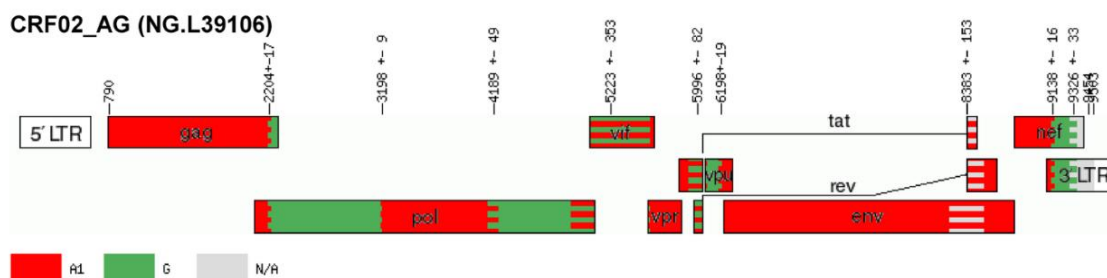 CRF02_AG (NG.L39106)
790
2204+-17
3198 +- 9
4189 +- 49
5223 +- 353
5996 +- 82
6198+-19
8383 +- 153
9138 +- 16
9326 +- 33
5´ LTR
gag
vif
tat
nef
vpu
rev
3´ LTR
pol
vpr
env
A1
G
N/A